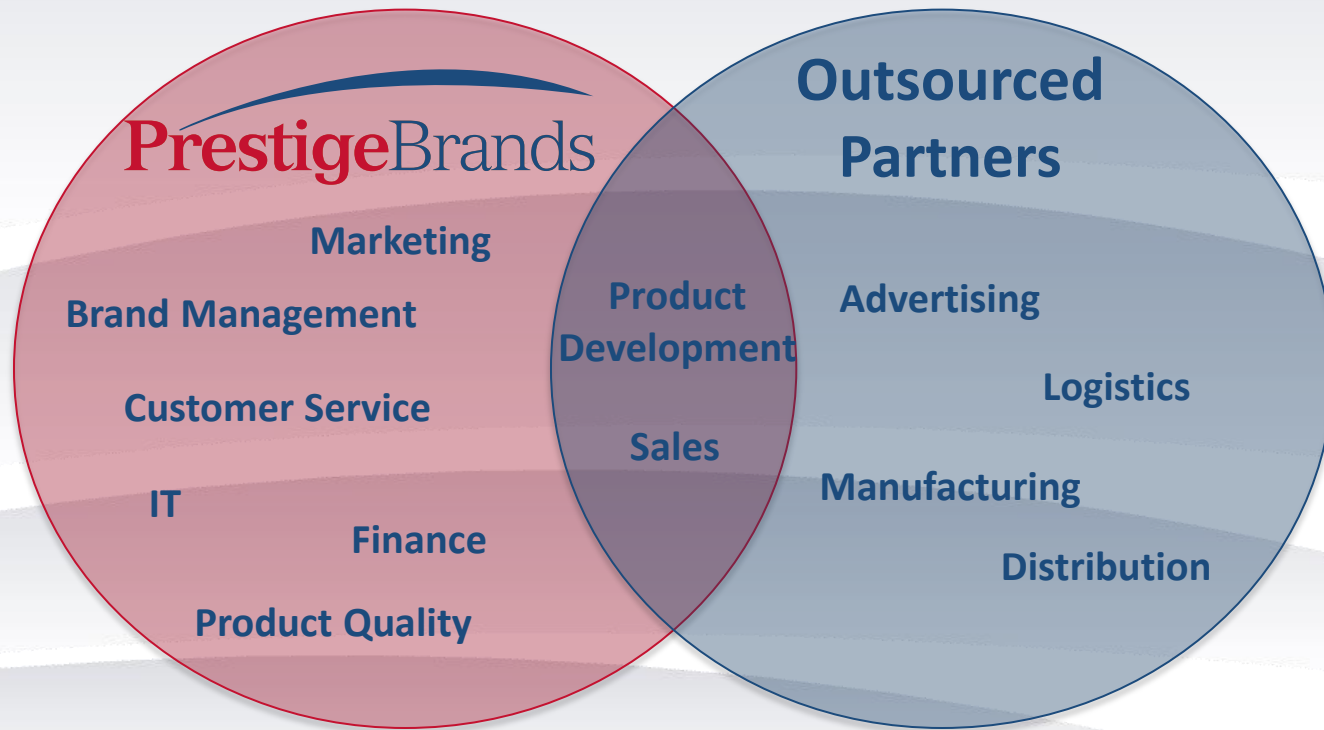 PrestigeBrands
Marketing
Brand Management
Customer Service
IT
Finance
Product Quality
Product
Development
Sales
Outsourced
Partners
Advertising
Logistics
Manufacturing
Distribution